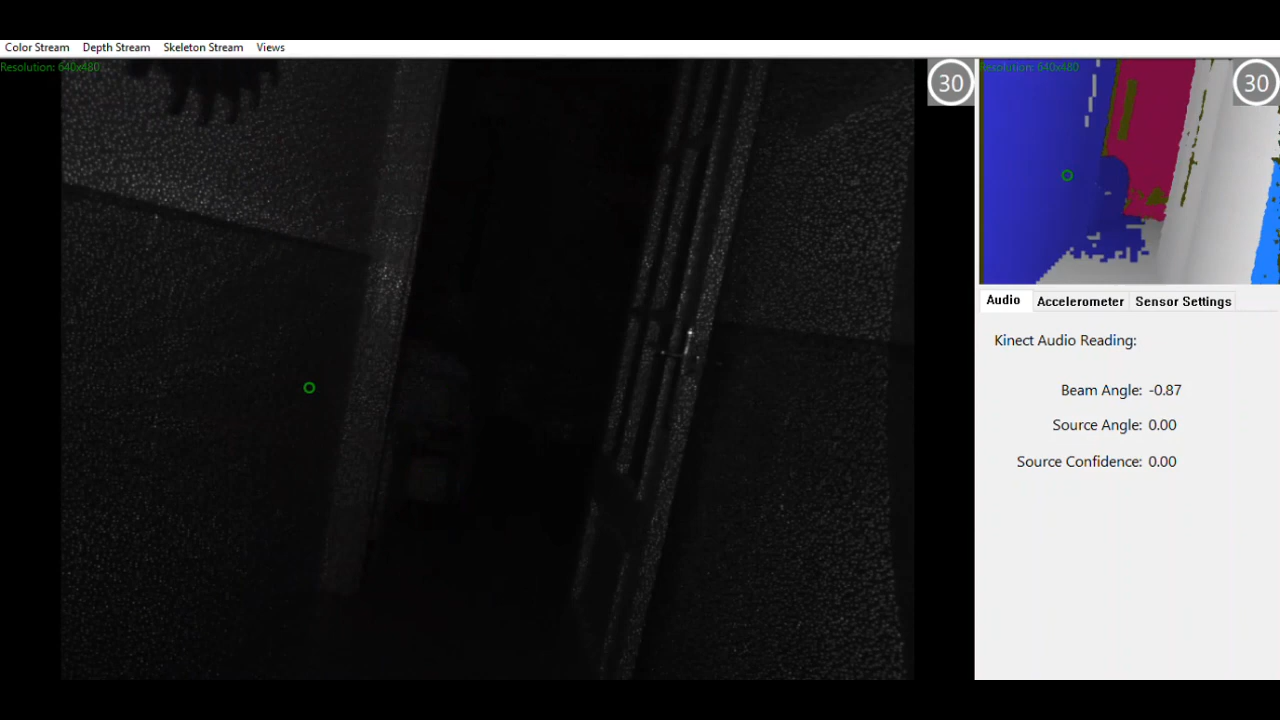 Color Stream Depth Stream Skeleton Stream Views
Resolution: 640x480
30
Resolution: 640x480
30
Audio Accelerometer Sensor Settings
Kinect Audio Reading:
Beam Angle: -0.87
Source Angle: 0.00
Source Confidence: 0.00